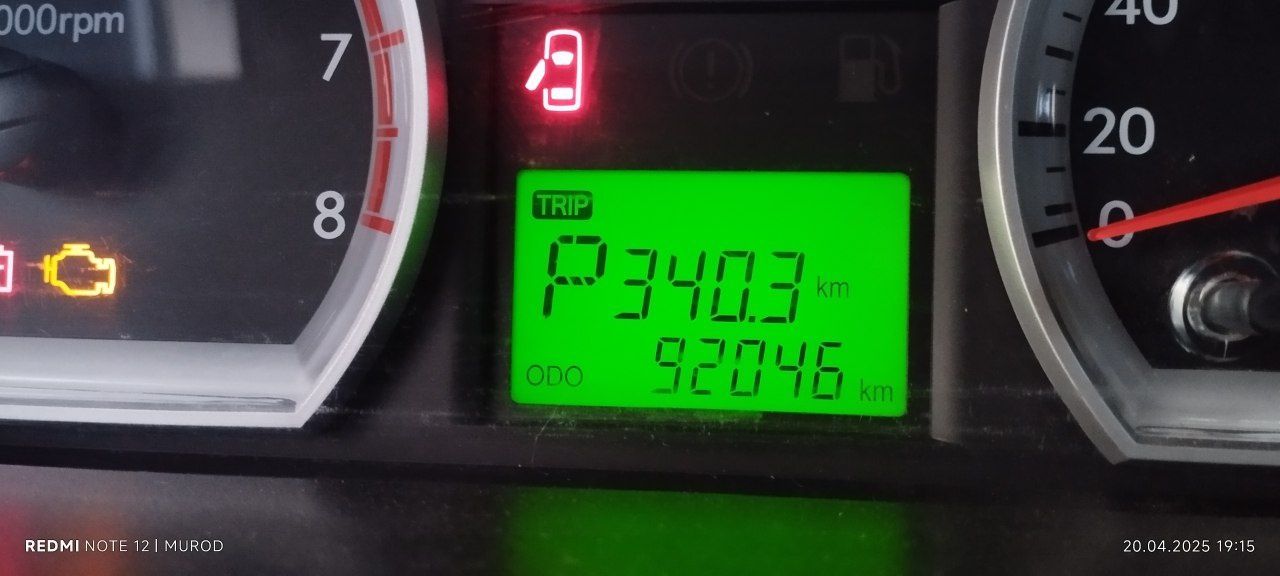 000rpm
7
8
TRIP
P 340.3 km
ODO 92046 km
40
20
0
REDMI NOTE 12 | MUROD
20.04.2025 19:15